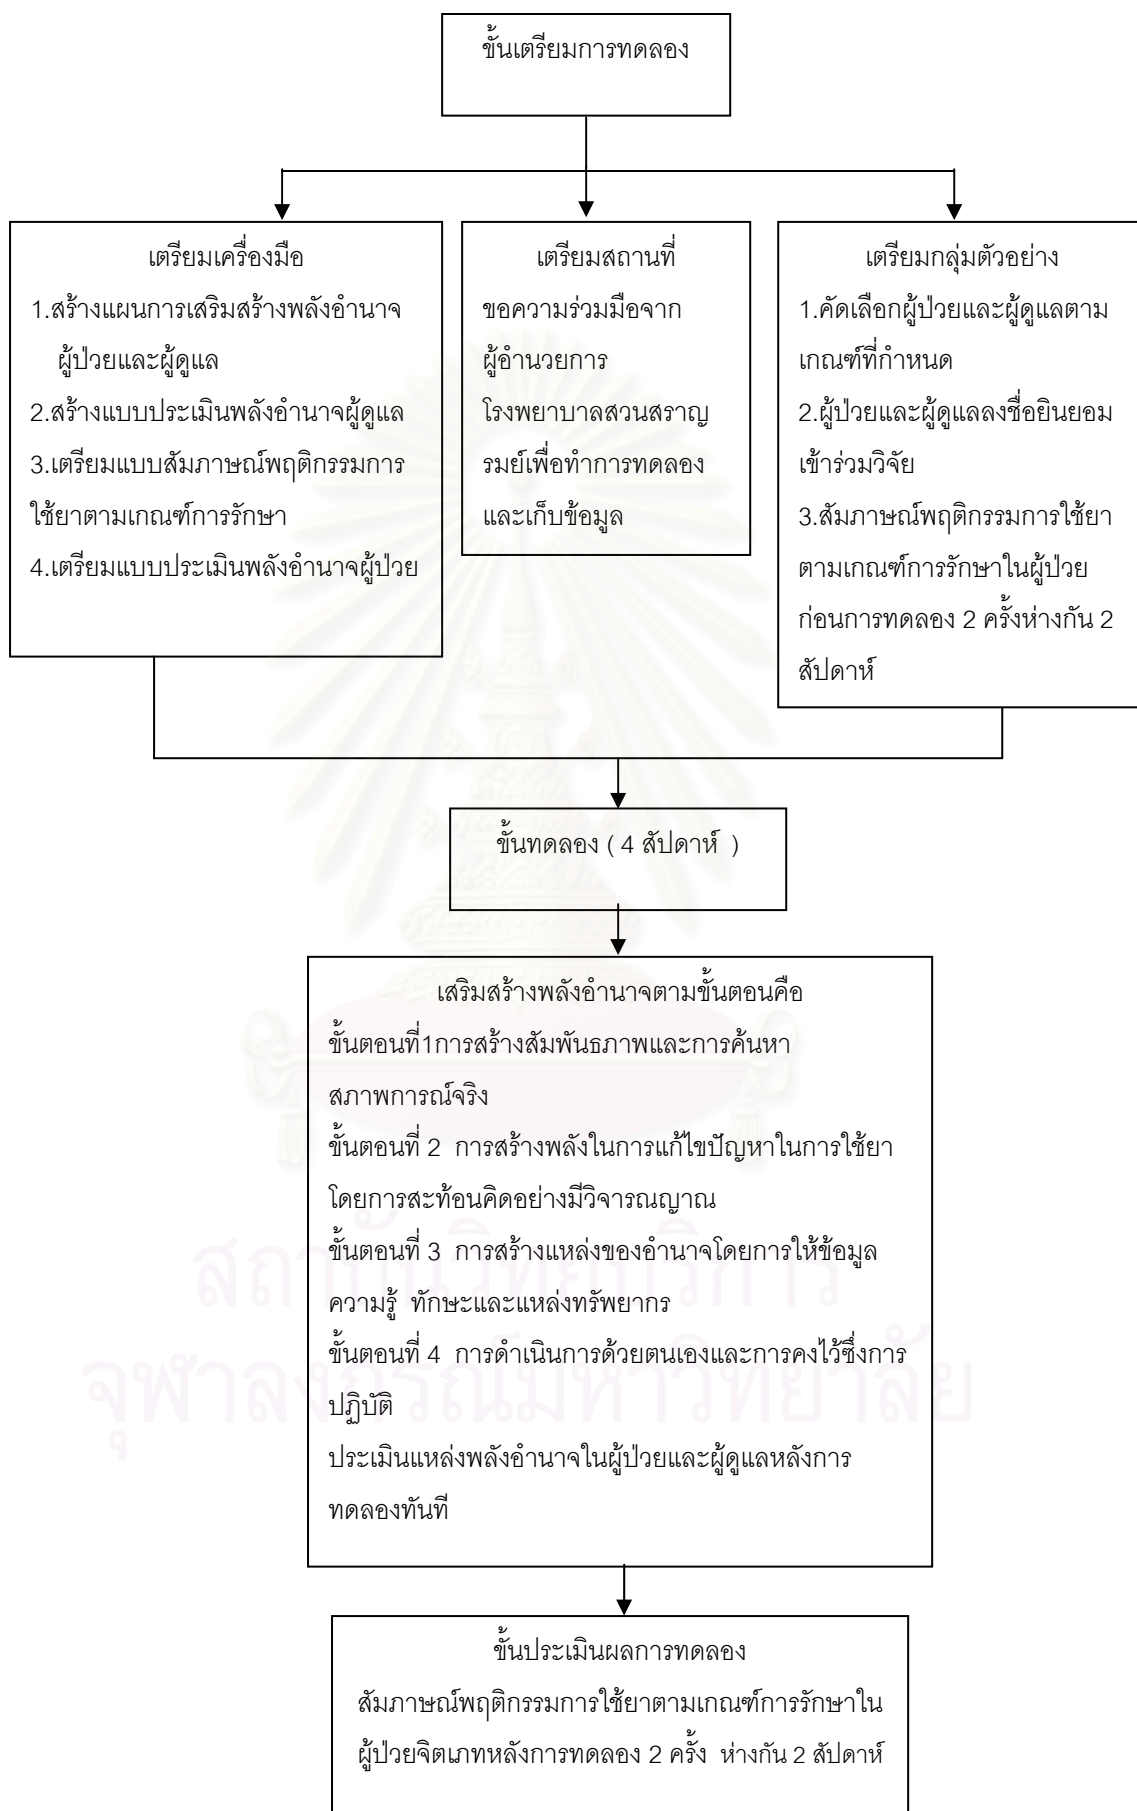 ขั้นเตรียมการทดลอง
เตรียมเครื่องมือ
1.สร้างแผนการเสริมสร้างพลังอำนาจ
ผู้ป่วยและผู้ดูแล
2.สร้างแบบประเมินพลังอำนาจผู้ดูแล
3.เตรียมแบบสัมภาษณ์พฤติกรรมการ
ใช้ยาตามเกณฑ์การรักษา
4.เตรียมแบบประเมินพลังอำนาจผู้ป่วย
เตรียมสถานที่
ขอความร่วมมือจาก
ผู้อำนวยการ
โรงพยาบาลสวนสราญ
รมย์เพื่อทำการทดลอง
และเก็บข้อมูล
เตรียมกลุ่มตัวอย่าง
1.คัดเลือกผู้ป่วยและผู้ดูแลตาม
เกณฑ์ที่กำหนด
2.ผู้ป่วยและผู้ดูแลลงชื่อยินยอม
เข้าร่วมวิจัย
3.สัมภาษณ์พฤติกรรมการใช้ยา
ตามเกณฑ์การรักษาในผู้ป่วย
ก่อนการทดลอง 2 ครั้งห่างกัน 2
สัปดาห์
ขั้นทดลอง ( 4 สัปดาห์ )
เสริมสร้างพลังอำนาจตามขั้นตอนคือ
ขั้นตอนที่1การสร้างสัมพันธภาพและการค้นหา
สภาพการณ์จริง
ขั้นตอนที่ 2 การสร้างพลังในการแก้ไขปัญหาในการใช้ยา
โดยการสะท้อนคิดอย่างมีวิจารณญาณ
ขั้นตอนที่ 3 การสร้างแหล่งของอำนาจโดยการให้ข้อมูล
ความรู้ ทักษะและแหล่งทรัพยากร
ขั้นตอนที่ 4 การดำเนินการด้วยตนเองและการคงไว้ซึ่งการ
ปฏิบัติ
ประเมินแหล่งพลังอำนาจในผู้ป่วยและผู้ดูแลหลังการ
ทดลองทันที
สถาบันวิทยบริการ
จุฬาลงกรณ์มหาวิทยาลัย
ขั้นประเมินผลการทดลอง
สัมภาษณ์พฤติกรรมการใช้ยาตามเกณฑ์การรักษาใน
ผู้ป่วยจิตเภทหลังการทดลอง 2 ครั้ง ห่างกัน 2 สัปดาห์